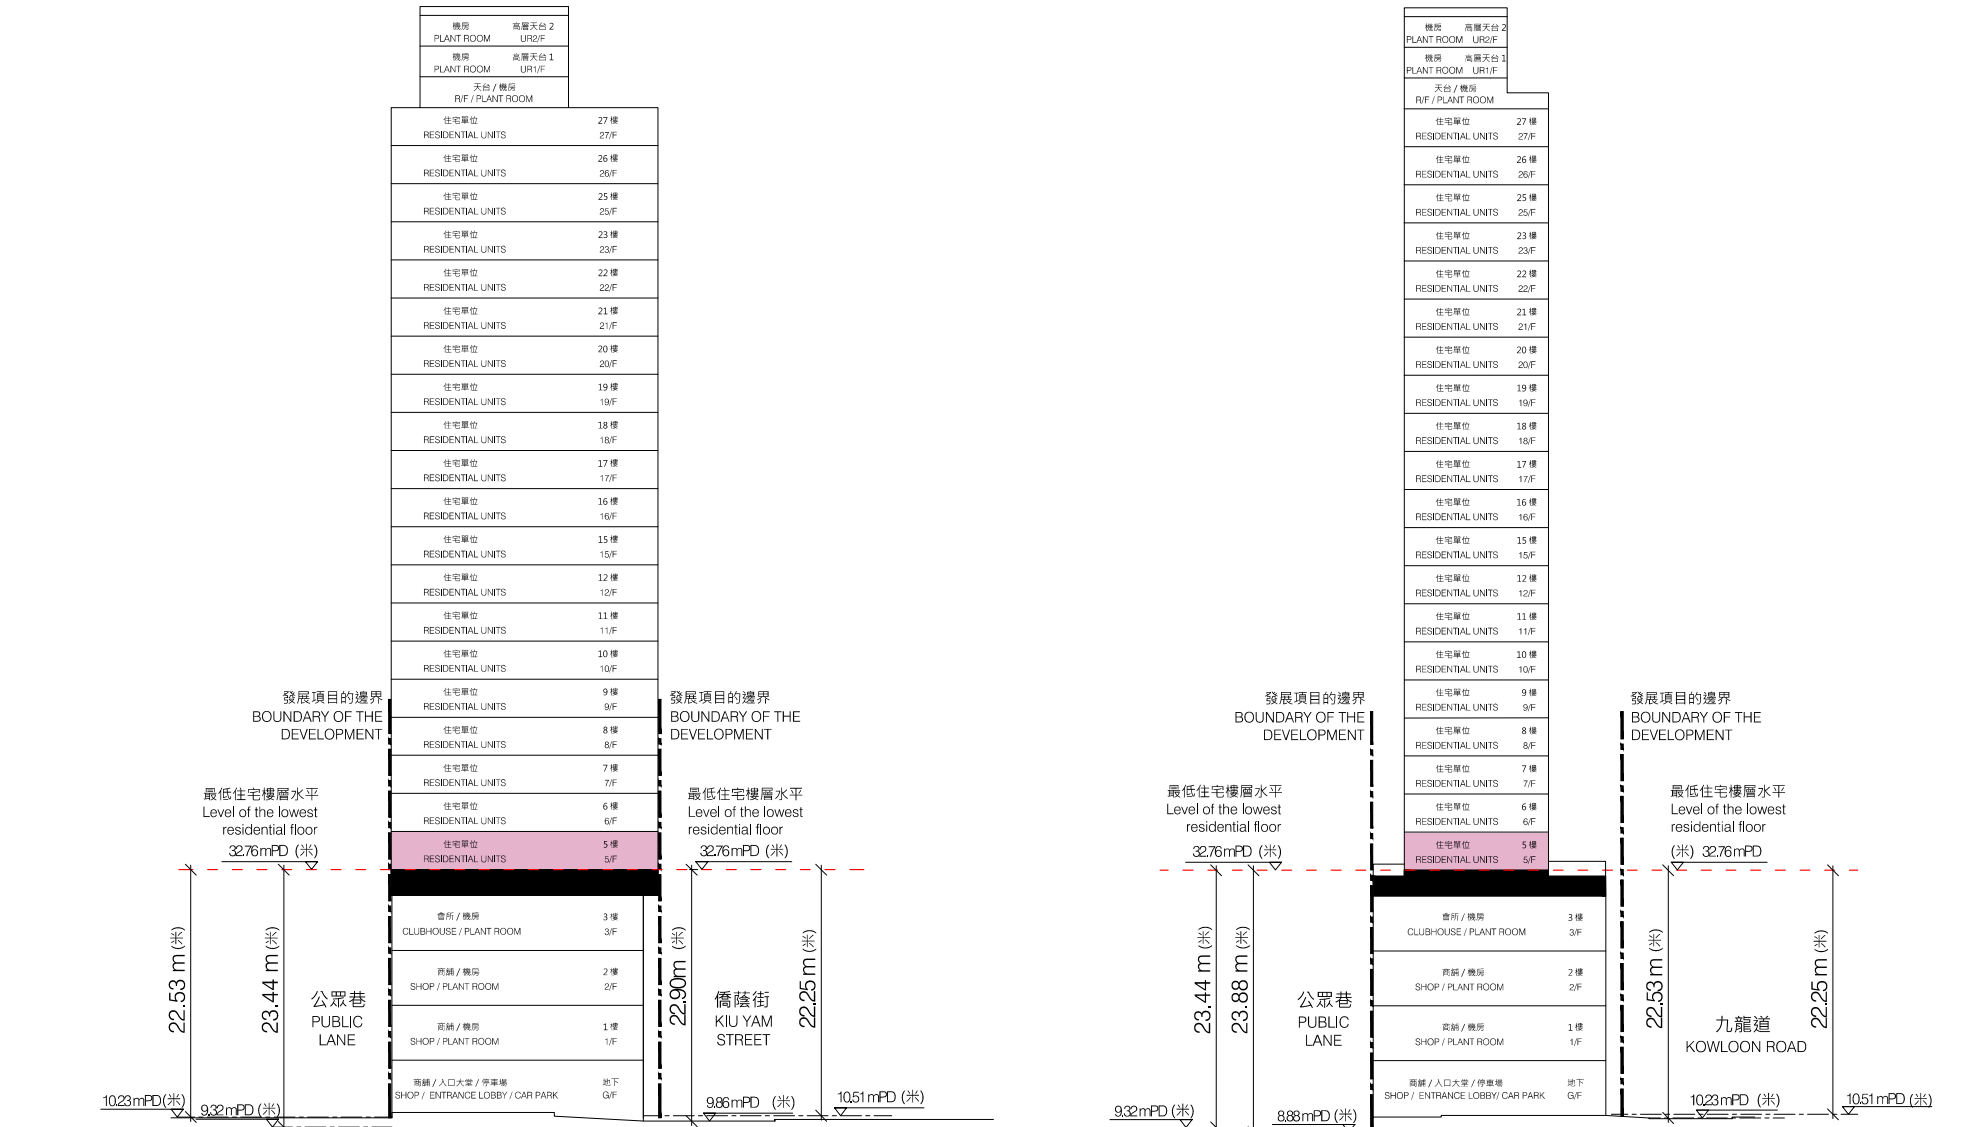 機房 高層天台 2
PLANT ROOM UR2/F
機房 高層天台 1
PLANT ROOM UR1/F
天台 / 機房
R/F / PLANT ROOM
住宅單位 27 樓
RESIDENTIAL UNITS 27/F
住宅單位 26 樓
RESIDENTIAL UNITS 26/F
住宅單位 25 樓
RESIDENTIAL UNITS 25/F
住宅單位 23 樓
RESIDENTIAL UNITS 23/F
住宅單位 22 樓
RESIDENTIAL UNITS 22/F
住宅單位 21 樓
RESIDENTIAL UNITS 21/F
住宅單位 20 樓
RESIDENTIAL UNITS 20/F
住宅單位 19 樓
RESIDENTIAL UNITS 19/F
住宅單位 18 樓
RESIDENTIAL UNITS 18/F
住宅單位 17 樓
RESIDENTIAL UNITS 17/F
住宅單位 16 樓
RESIDENTIAL UNITS 16/F
住宅單位 15 樓
RESIDENTIAL UNITS 15/F
住宅單位 12 樓
RESIDENTIAL UNITS 12/F
住宅單位 11 樓
RESIDENTIAL UNITS 11/F
住宅單位 10 樓
RESIDENTIAL UNITS 10/F
住宅單位 9 樓
RESIDENTIAL UNITS 9/F
住宅單位 8 樓
RESIDENTIAL UNITS 8/F
住宅單位 7 樓
RESIDENTIAL UNITS 7/F
住宅單位 6 樓
RESIDENTIAL UNITS 6/F
住宅單位 5 樓
RESIDENTIAL UNITS 5/F
會所 / 機房 3 樓
CLUBHOUSE / PLANT ROOM 3/F
商舖 / 機房 2 樓
SHOP / PLANT ROOM 2/F
商舖 / 機房 1 樓
SHOP / PLANT ROOM 1/F
商舖 / 入口大堂 / 停車場 地下
SHOP / ENTRANCE LOBBY / CAR PARK G/F
發展項目的邊界
BOUNDARY OF THE
DEVELOPMENT
最低住宅樓層水平
Level of the lowest
residential floor
32.76mPD (米)
22.53 m (米)
23.44 m (米)
公眾巷
PUBLIC
LANE
10.23mPD(米)
9.32mPD (米)
發展項目的邊界
BOUNDARY OF THE
DEVELOPMENT
最低住宅樓層水平
Level of the lowest
residential floor
32.76mPD (米)
22.90m (米)
僑蔭街
KIU YAM
STREET
22.25 m (米)
9.86mPD (米)
10.51mPD (米)
機房 高層天台 2
PLANT ROOM UR2/F
機房 高層天台 1
PLANT ROOM UR1/F
天台 / 機房
R/F / PLANT ROOM
住宅單位 27 樓
RESIDENTIAL UNITS 27/F
住宅單位 26 樓
RESIDENTIAL UNITS 26/F
住宅單位 25 樓
RESIDENTIAL UNITS 25/F
住宅單位 23 樓
RESIDENTIAL UNITS 23/F
住宅單位 22 樓
RESIDENTIAL UNITS 22/F
住宅單位 21 樓
RESIDENTIAL UNITS 21/F
住宅單位 20 樓
RESIDENTIAL UNITS 20/F
住宅單位 19 樓
RESIDENTIAL UNITS 19/F
住宅單位 18 樓
RESIDENTIAL UNITS 18/F
住宅單位 17 樓
RESIDENTIAL UNITS 17/F
住宅單位 16 樓
RESIDENTIAL UNITS 16/F
住宅單位 15 樓
RESIDENTIAL UNITS 15/F
住宅單位 12 樓
RESIDENTIAL UNITS 12/F
住宅單位 11 樓
RESIDENTIAL UNITS 11/F
住宅單位 10 樓
RESIDENTIAL UNITS 10/F
住宅單位 9 樓
RESIDENTIAL UNITS 9/F
住宅單位 8 樓
RESIDENTIAL UNITS 8/F
住宅單位 7 樓
RESIDENTIAL UNITS 7/F
住宅單位 6 樓
RESIDENTIAL UNITS 6/F
住宅單位 5 樓
RESIDENTIAL UNITS 5/F
會所 / 機房 3 樓
CLUBHOUSE / PLANT ROOM 3/F
商舖 / 機房 2 樓
SHOP / PLANT ROOM 2/F
商舖 / 機房 1 樓
SHOP / PLANT ROOM 1/F
商舖 / 入口大堂 / 停車場 地下
SHOP / ENTRANCE LOBBY/ CAR PARK G/F
發展項目的邊界
BOUNDARY OF THE
DEVELOPMENT
最低住宅樓層水平
Level of the lowest
residential floor
32.76mPD (米)
23.44 m (米)
23.88 m (米)
公眾巷
PUBLIC
LANE
9.32mPD (米)
8.88mPD (米)
發展項目的邊界
BOUNDARY OF THE
DEVELOPMENT
最低住宅樓層水平
Level of the lowest
residential floor
(米) 32.76mPD
22.53 m (米)
九龍道
KOWLOON ROAD
22.25 m (米)
10.23mPD (米)
10.51mPD (米)